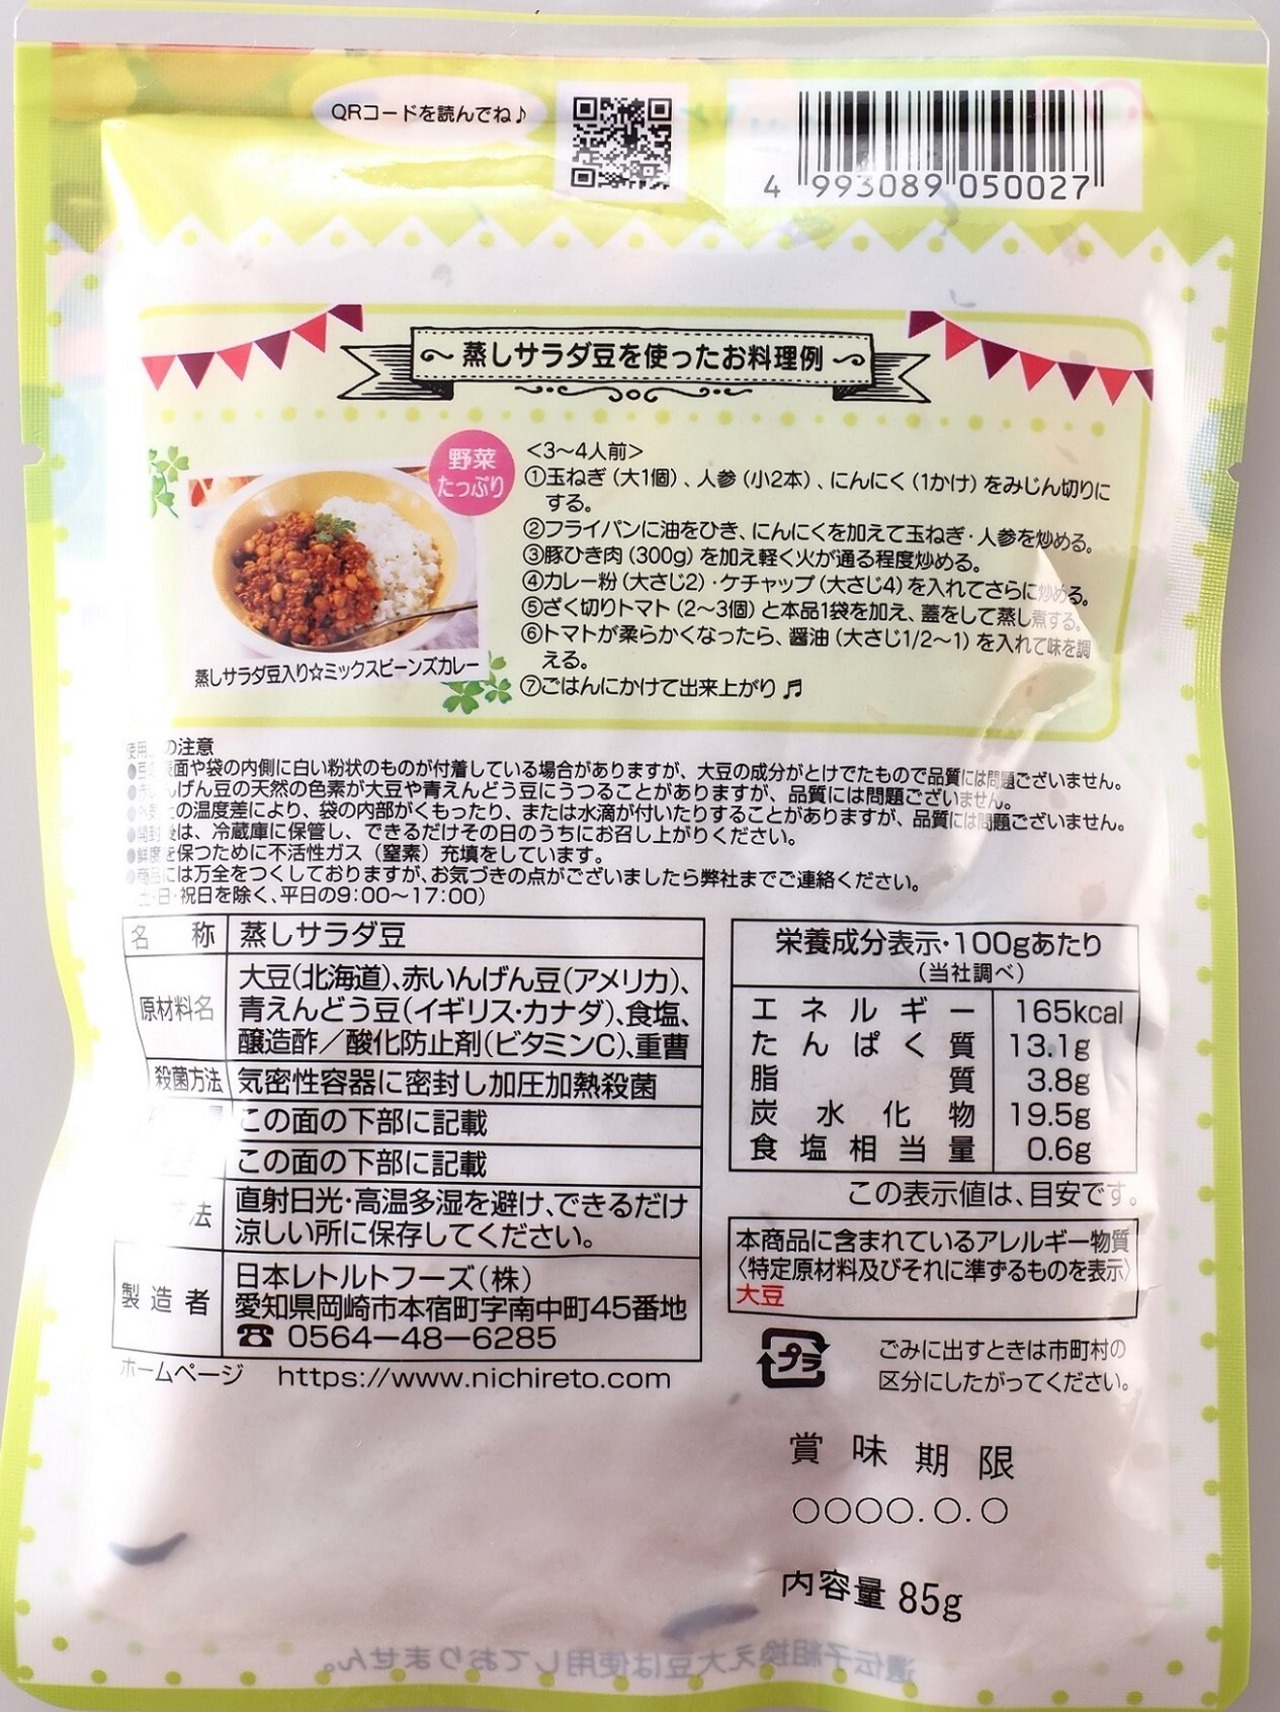 QRコードを読んでね♪
4 993089 050027
蒸しサラダ豆を使ったお料理例
野菜
たっぷり
<3～4人前>
①玉ねぎ(大1個)、人参(小2本)、にんにく(1かけ)をみじん切りに
する。
②フライパンに油をひき、にんにくを加えて玉ねぎ・人参を炒める。
③豚ひき肉(300g)を加え軽く火が通る程度炒める。
④カレー粉(大さじ2)・ケチャップ(大さじ4)を入れてさらに炒める。
⑤ざく切りトマト(2～3個)と本品1袋を加え、蓋をして蒸し煮する。
⑥トマトが柔らかくなったら、醤油(大さじ1/2～1)を入れて味を調
える。
⑦ごはんにかけて出来上がり♬
蒸しサラダ豆入り☆ミックスビーンズカレー
の注意
面や袋の内側に白い粉状のものが付着している場合がありますが、大豆の成分がとけでたもので品質には問題ございません。
げん豆の天然の色素が大豆や青えんどう豆にうつることがありますが、品質には問題ございません。
の温度差により、袋の内部がくもったり、または水滴が付いたりすることがありますが、品質には問題ございません。
●開封後は、冷蔵庫に保管し、できるだけその日のうちにお召し上がりください。
●鮮度を保つために不活性ガス(窒素)充填をしています。
●商品には万全をつくしておりますが、お気づきの点がございましたら弊社までご連絡ください。
土・日・祝日を除く、平日の9:00～17:00)
名 称 蒸しサラダ豆
原材料名 大豆(北海道)、赤いんげん豆(アメリカ)、
青えんどう豆(イギリス・カナダ)、食塩、
醸造酢／酸化防止剤(ビタミンC)、重曹
殺菌方法 気密性容器に密封し加圧加熱殺菌
この面の下部に記載
この面の下部に記載
法 直射日光・高温多湿を避け、できるだけ
涼しい所に保存してください。
製造者 日本レトルトフーズ(株)
愛知県岡崎市本宿町字南中町45番地
☎ 0564-48-6285
ホームページ https://www.nichireto.com
栄養成分表示・100gあたり
(当社調べ)
エネルギー 165kcal
たんぱく質 13.1g
脂質 3.8g
炭水化物 19.5g
食塩相当量 0.6g
この表示値は、目安です。
本商品に含まれているアレルギー物質
〈特定原材料及びそれに準ずるものを表示〉
大豆
プラ
ごみに出すときは市町村の
区分にしたがってください。
賞味期限
○○○○.○.○
内容量 85g
遺伝子組換え大豆は使用しておりません。